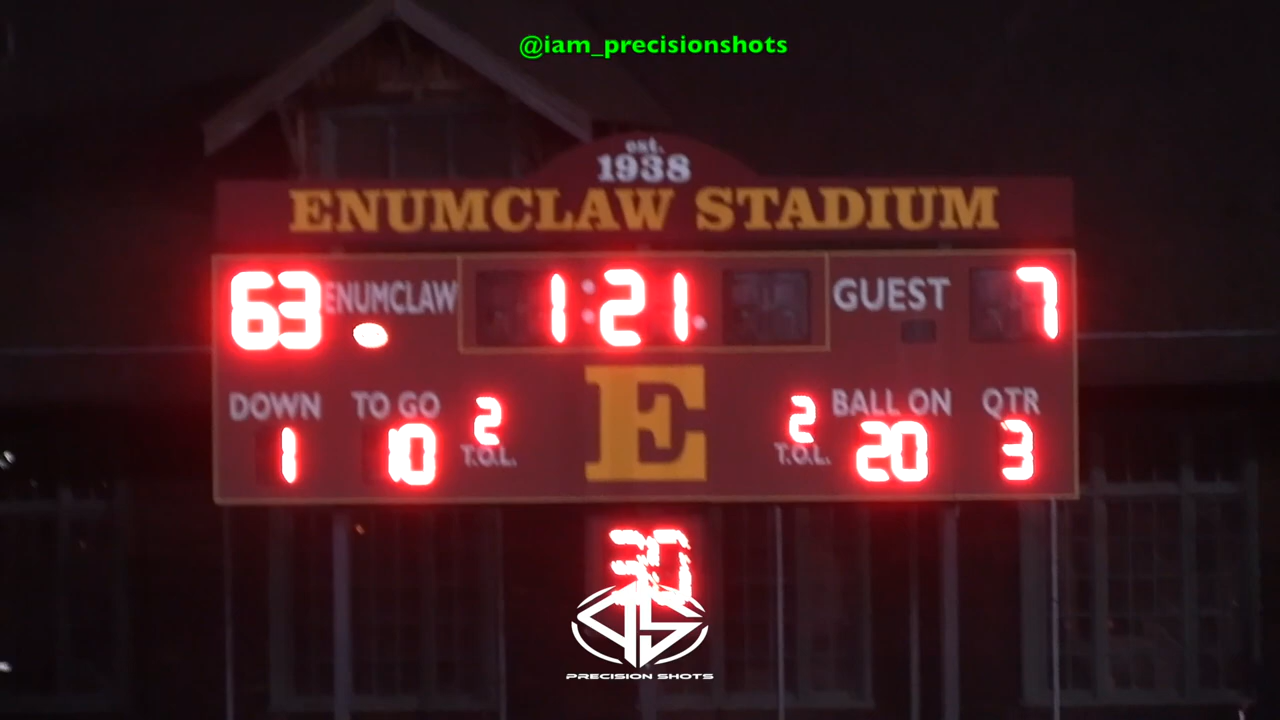 @iam_precisionshots
est.
1938
ENUMCLAW STADIUM
63 ENUMCLAW 1:21 GUEST 7
DOWN TO GO 2 2 BALL ON QTR
1 10 T.O.L. T.O.L. 20 3
E
30
PRECISION SHOTS